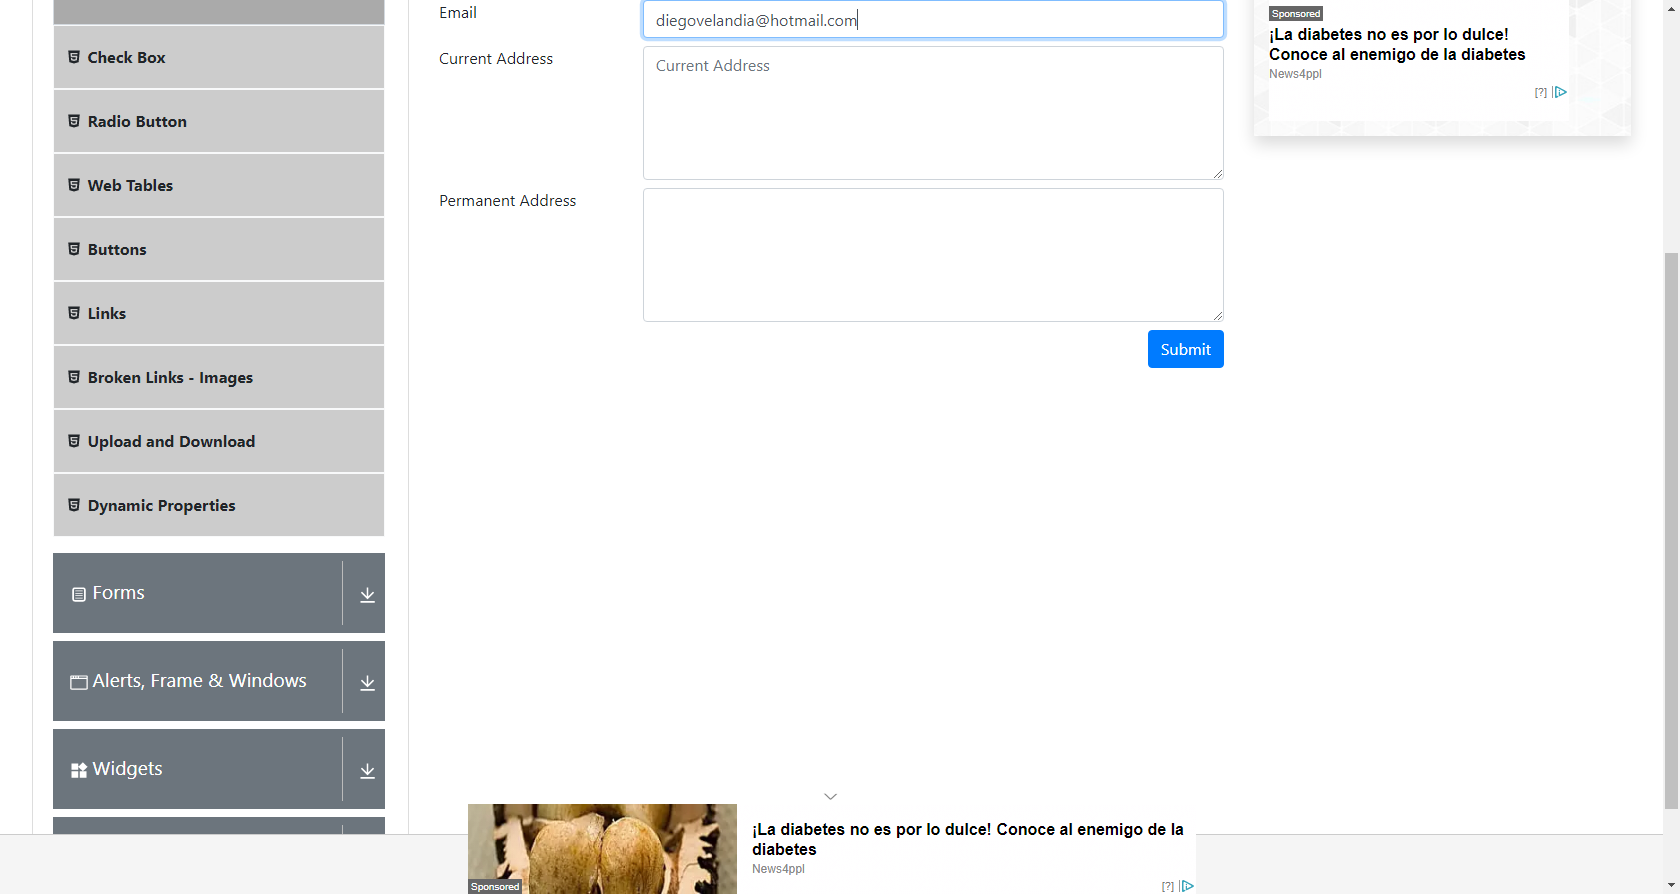 Check Box
Radio Button
Web Tables
Buttons
Links
Broken Links - Images
Upload and Download
Dynamic Properties
Forms
Alerts, Frame & Windows
Widgets
Email
diegovelandia@hotmail.com
Current Address
Current Address
Permanent Address
Submit
Sponsored
¡La diabetes no es por lo dulce!
Conoce al enemigo de la diabetes
News4ppl
[?]
Sponsored
¡La diabetes no es por lo dulce! Conoce al enemigo de la
diabetes
News4ppl
[?]